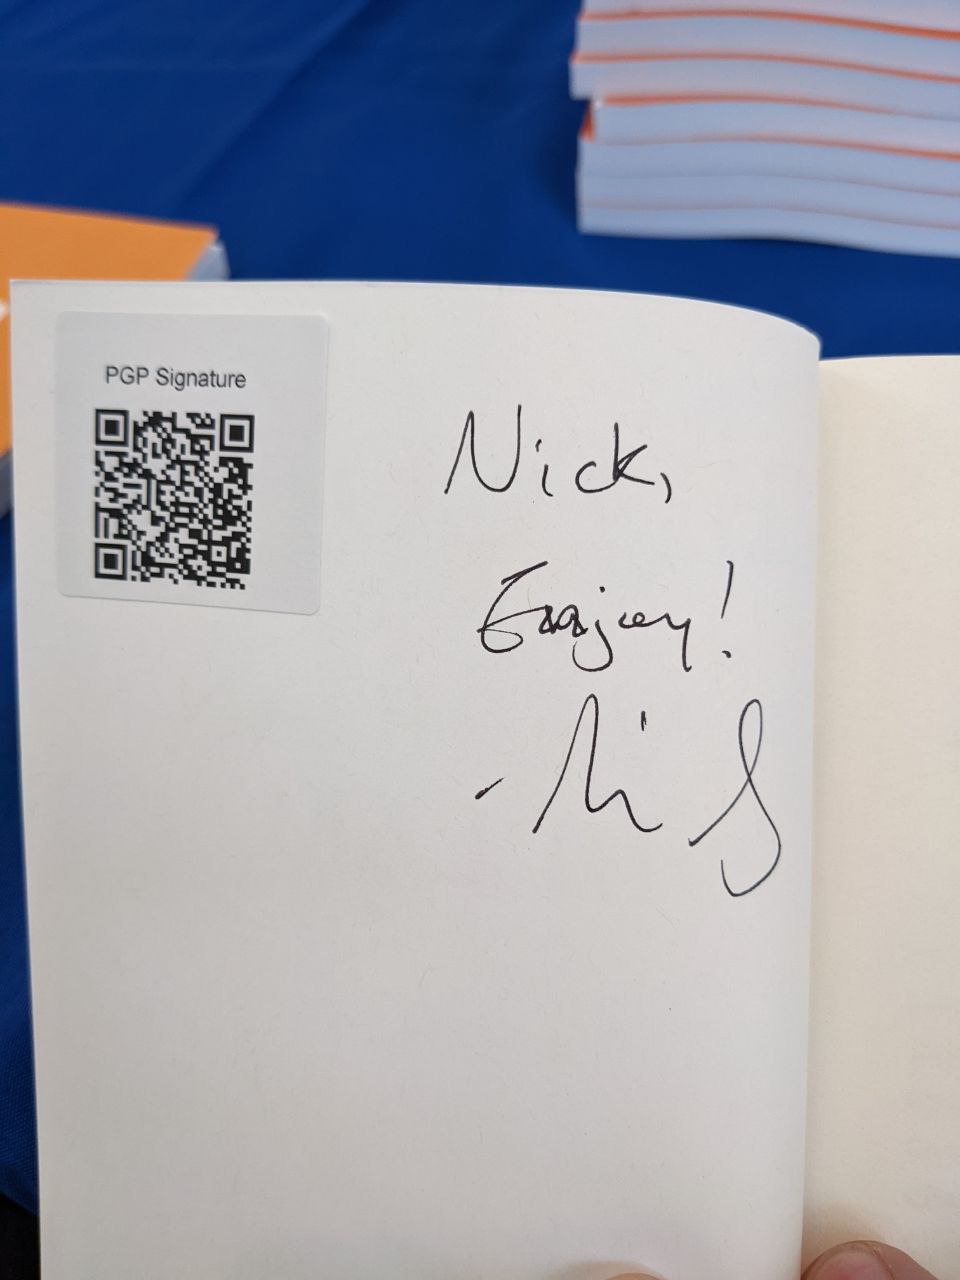 PGP Signature
Nick,
Enjoy!